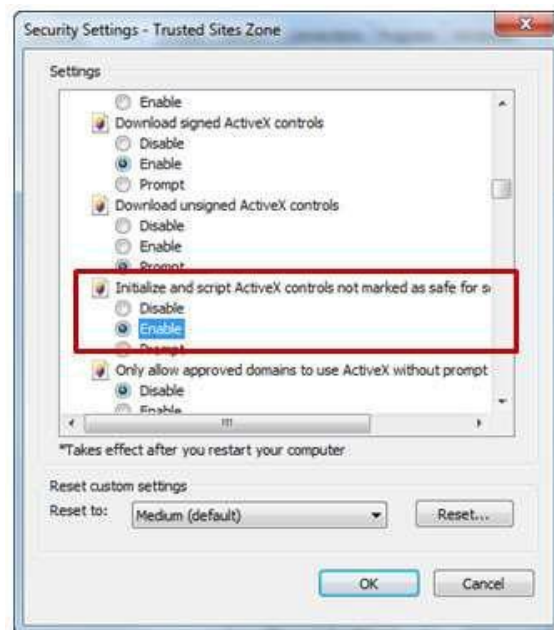 Security Settings - Trusted Sites Zone
Settings
Enable
Download signed ActiveX controls
Disable
Enable
Prompt
Download unsigned ActiveX controls
Disable
Enable
Prompt
Initialize and script ActiveX controls not marked as safe for s
Disable
Enable
Prompt
Only allow approved domains to use ActiveX without prompt
Disable
Enable
*Takes effect after you restart your computer
Reset custom settings
Reset to: Medium (default) Reset...
OK Cancel